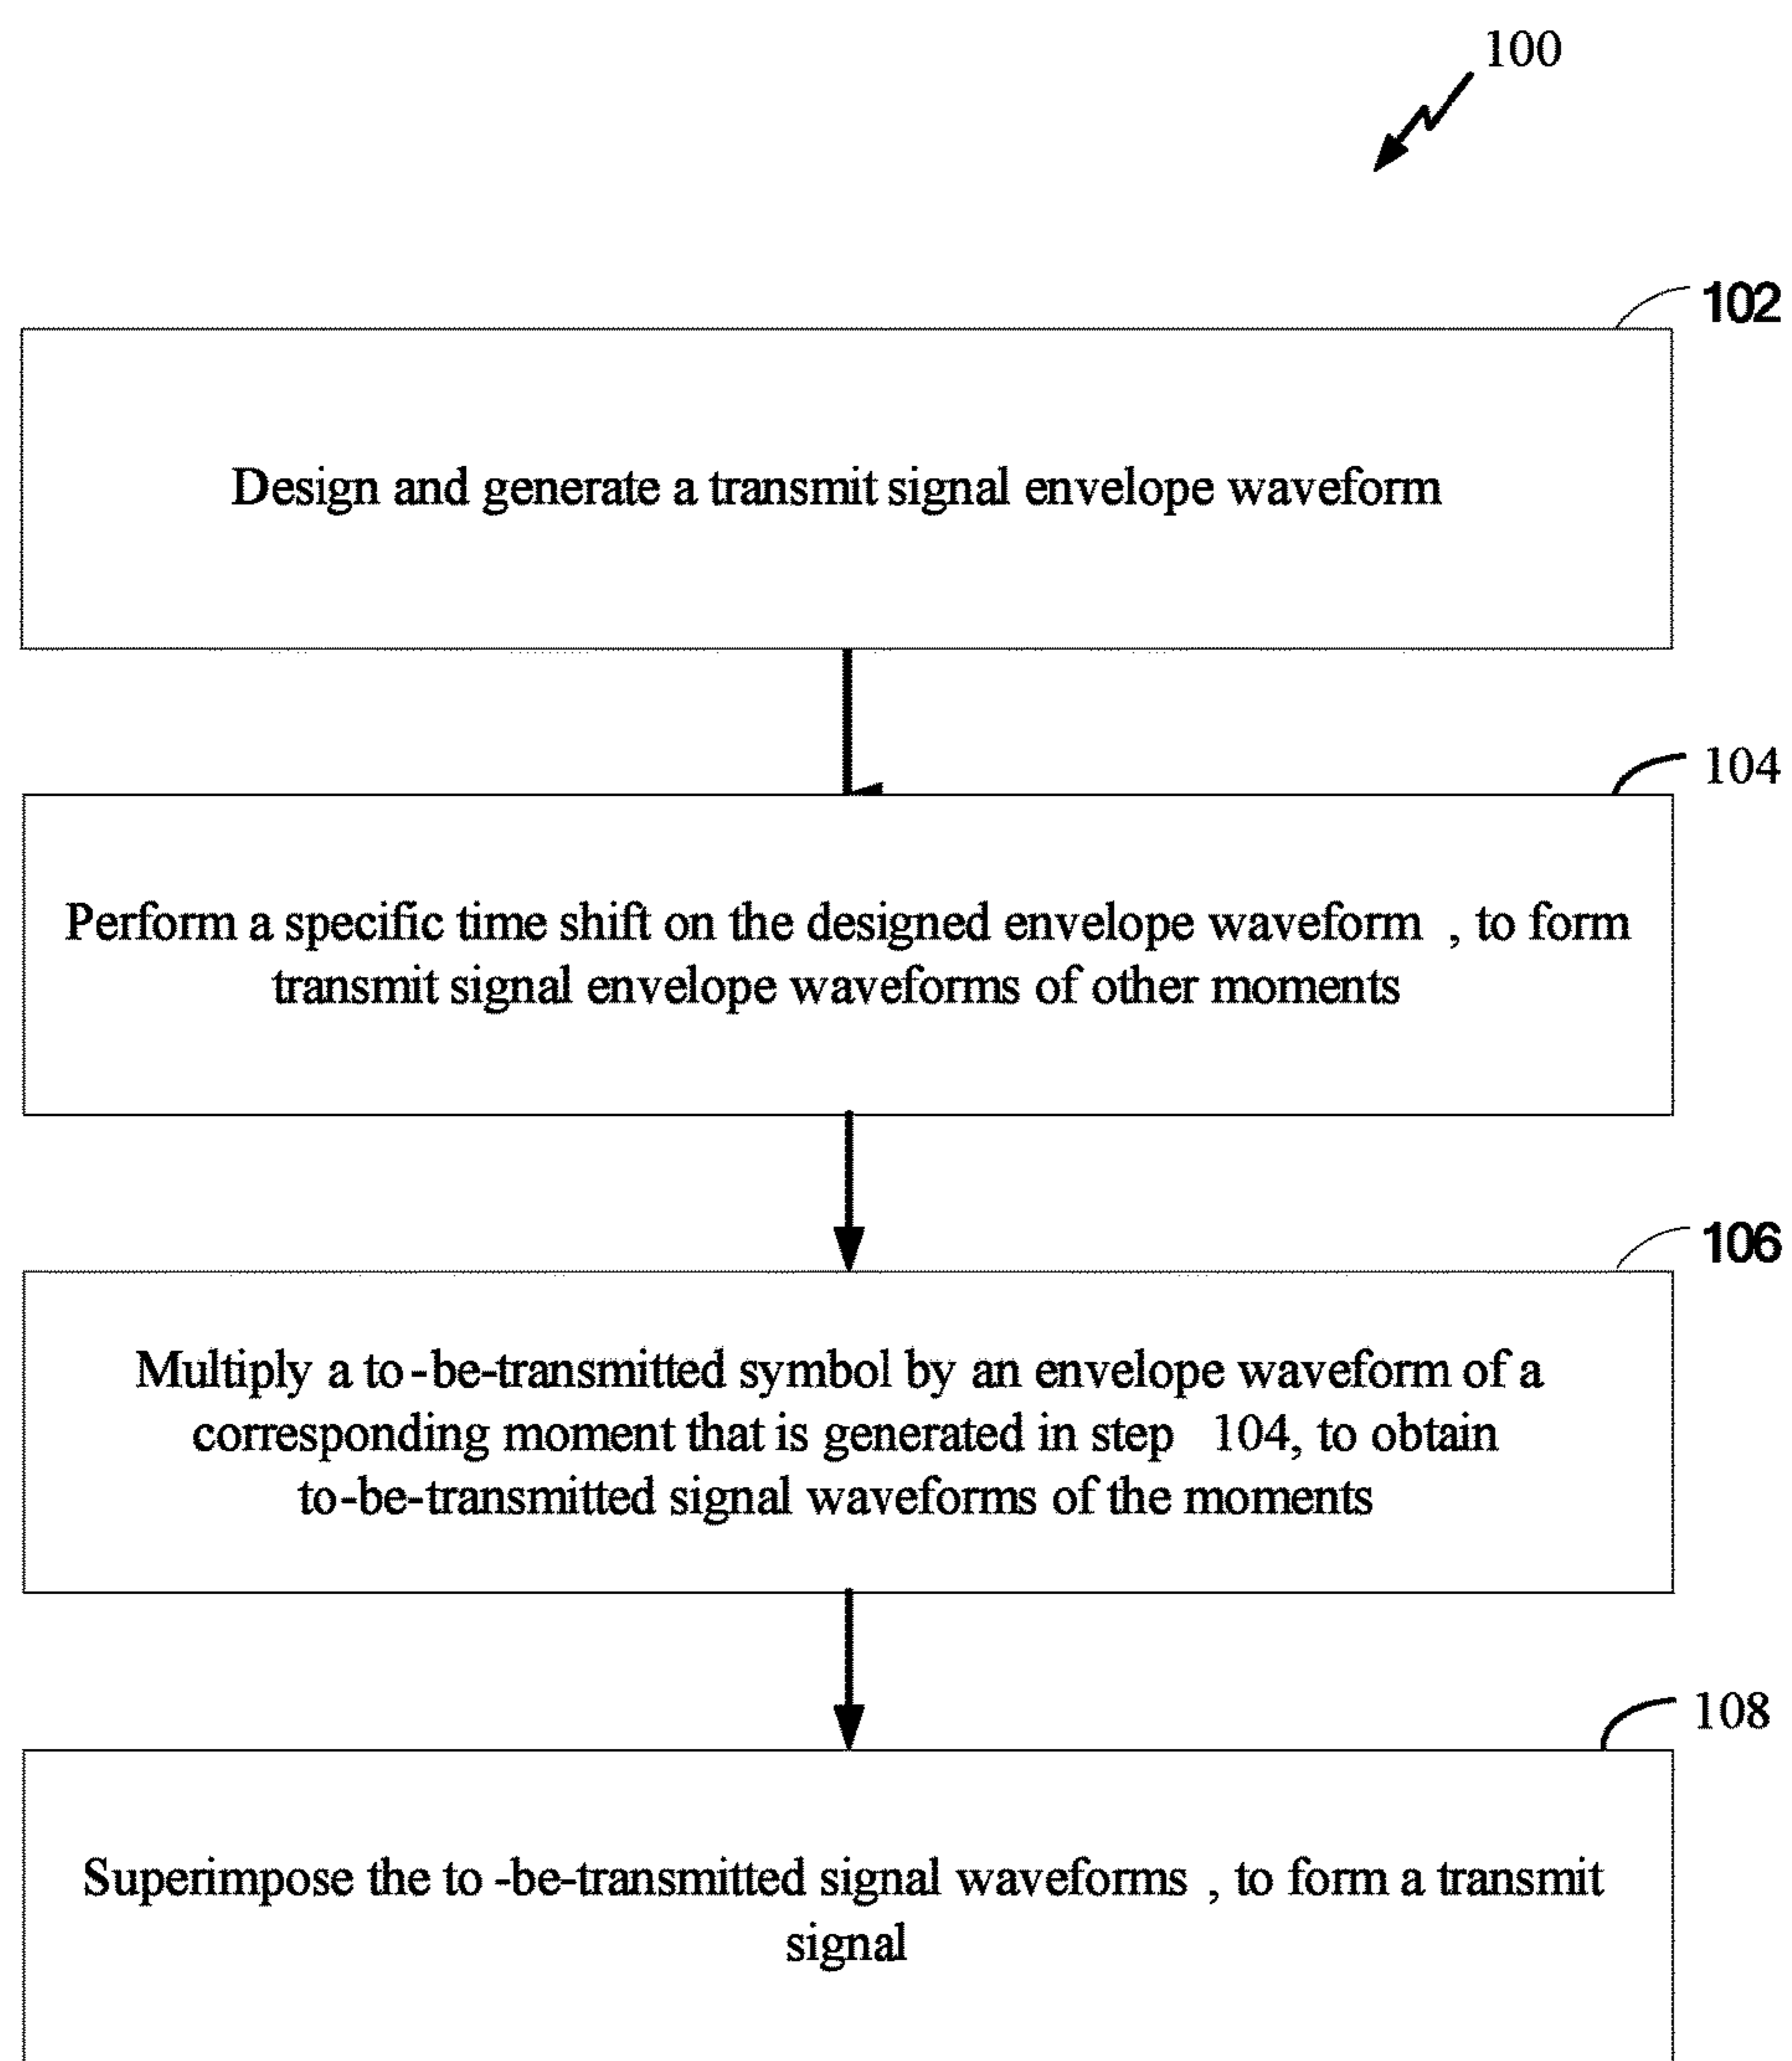 100
102
Design and generate a transmit signal envelope waveform
104
Perform a specific time shift on the designed envelope waveform , to form
transmit signal envelope waveforms of other moments
106
Multiply a to -be-transmitted symbol by an envelope waveform of a
corresponding moment that is generated in step 104, to obtain
to-be-transmitted signal waveforms of the moments
108
Superimpose the to -be-transmitted signal waveforms , to form a transmit
signal